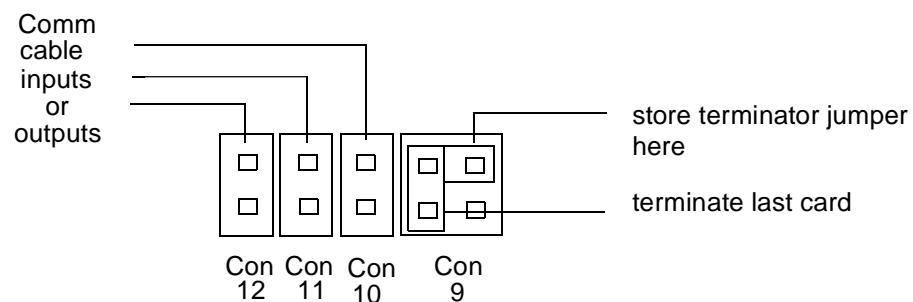 Comm
cable
inputs
or
outputs
store terminator jumper
here
terminate last card
Con
12
Con
11
Con
10
Con
9